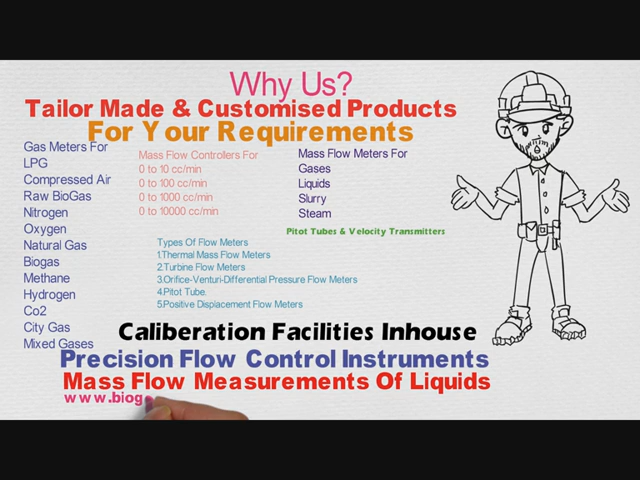 Why Us?
Tailor Made & Customised Products
For Your Requirements
Gas Meters For
LPG
Compressed Air
Raw BioGas
Nitrogen
Oxygen
Natural Gas
Biogas
Methane
Hydrogen
Co2
City Gas
Mixed Gases
Mass Flow Controllers For
0 to 10 cc/min
0 to 100 cc/min
0 to 1000 cc/min
0 to 10000 cc/min
Mass Flow Meters For
Gases
Liquids
Slurry
Steam
Pitot Tubes & Velocity Transmitters
Types Of Flow Meters
1.Thermal Mass Flow Meters
2.Turbine Flow Meters
3.Orifice-Venturi-Differential Pressure Flow Meters
4.Pitot Tube.
5.Positive Displacement Flow Meters
Caliberation Facilities Inhouse
Precision Flow Control Instruments
Mass Flow Measurements Of Liquids
www.biog